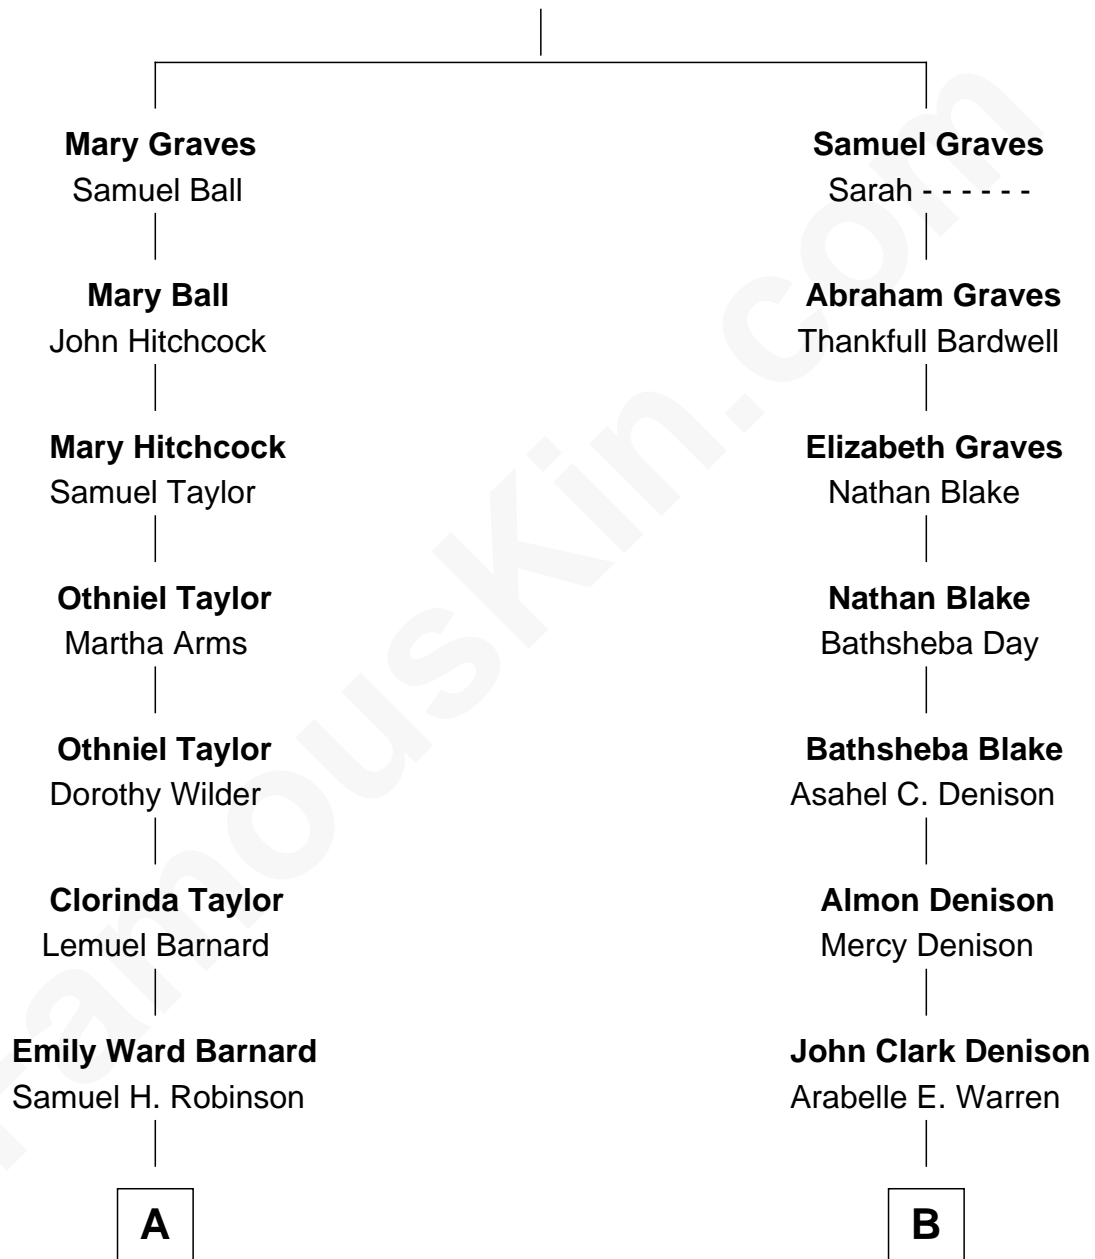 Mary Graves
Samuel Ball
Mary Ball
John Hitchcock
Mary Hitchcock
Samuel Taylor
Othniel Taylor
Martha Arms
Othniel Taylor
Dorothy Wilder
Clorinda Taylor
Lemuel Barnard
Emily Ward Barnard
Samuel H. Robinson
A
Samuel Graves
Sarah - - - - - -
Abraham Graves
Thankfull Bardwell
Elizabeth Graves
Nathan Blake
Nathan Blake
Bathsheba Day
Bathsheba Blake
Asahel C. Denison
Almon Denison
Mercy Denison
John Clark Denison
Arabelle E. Warren
B
FamousKin.com